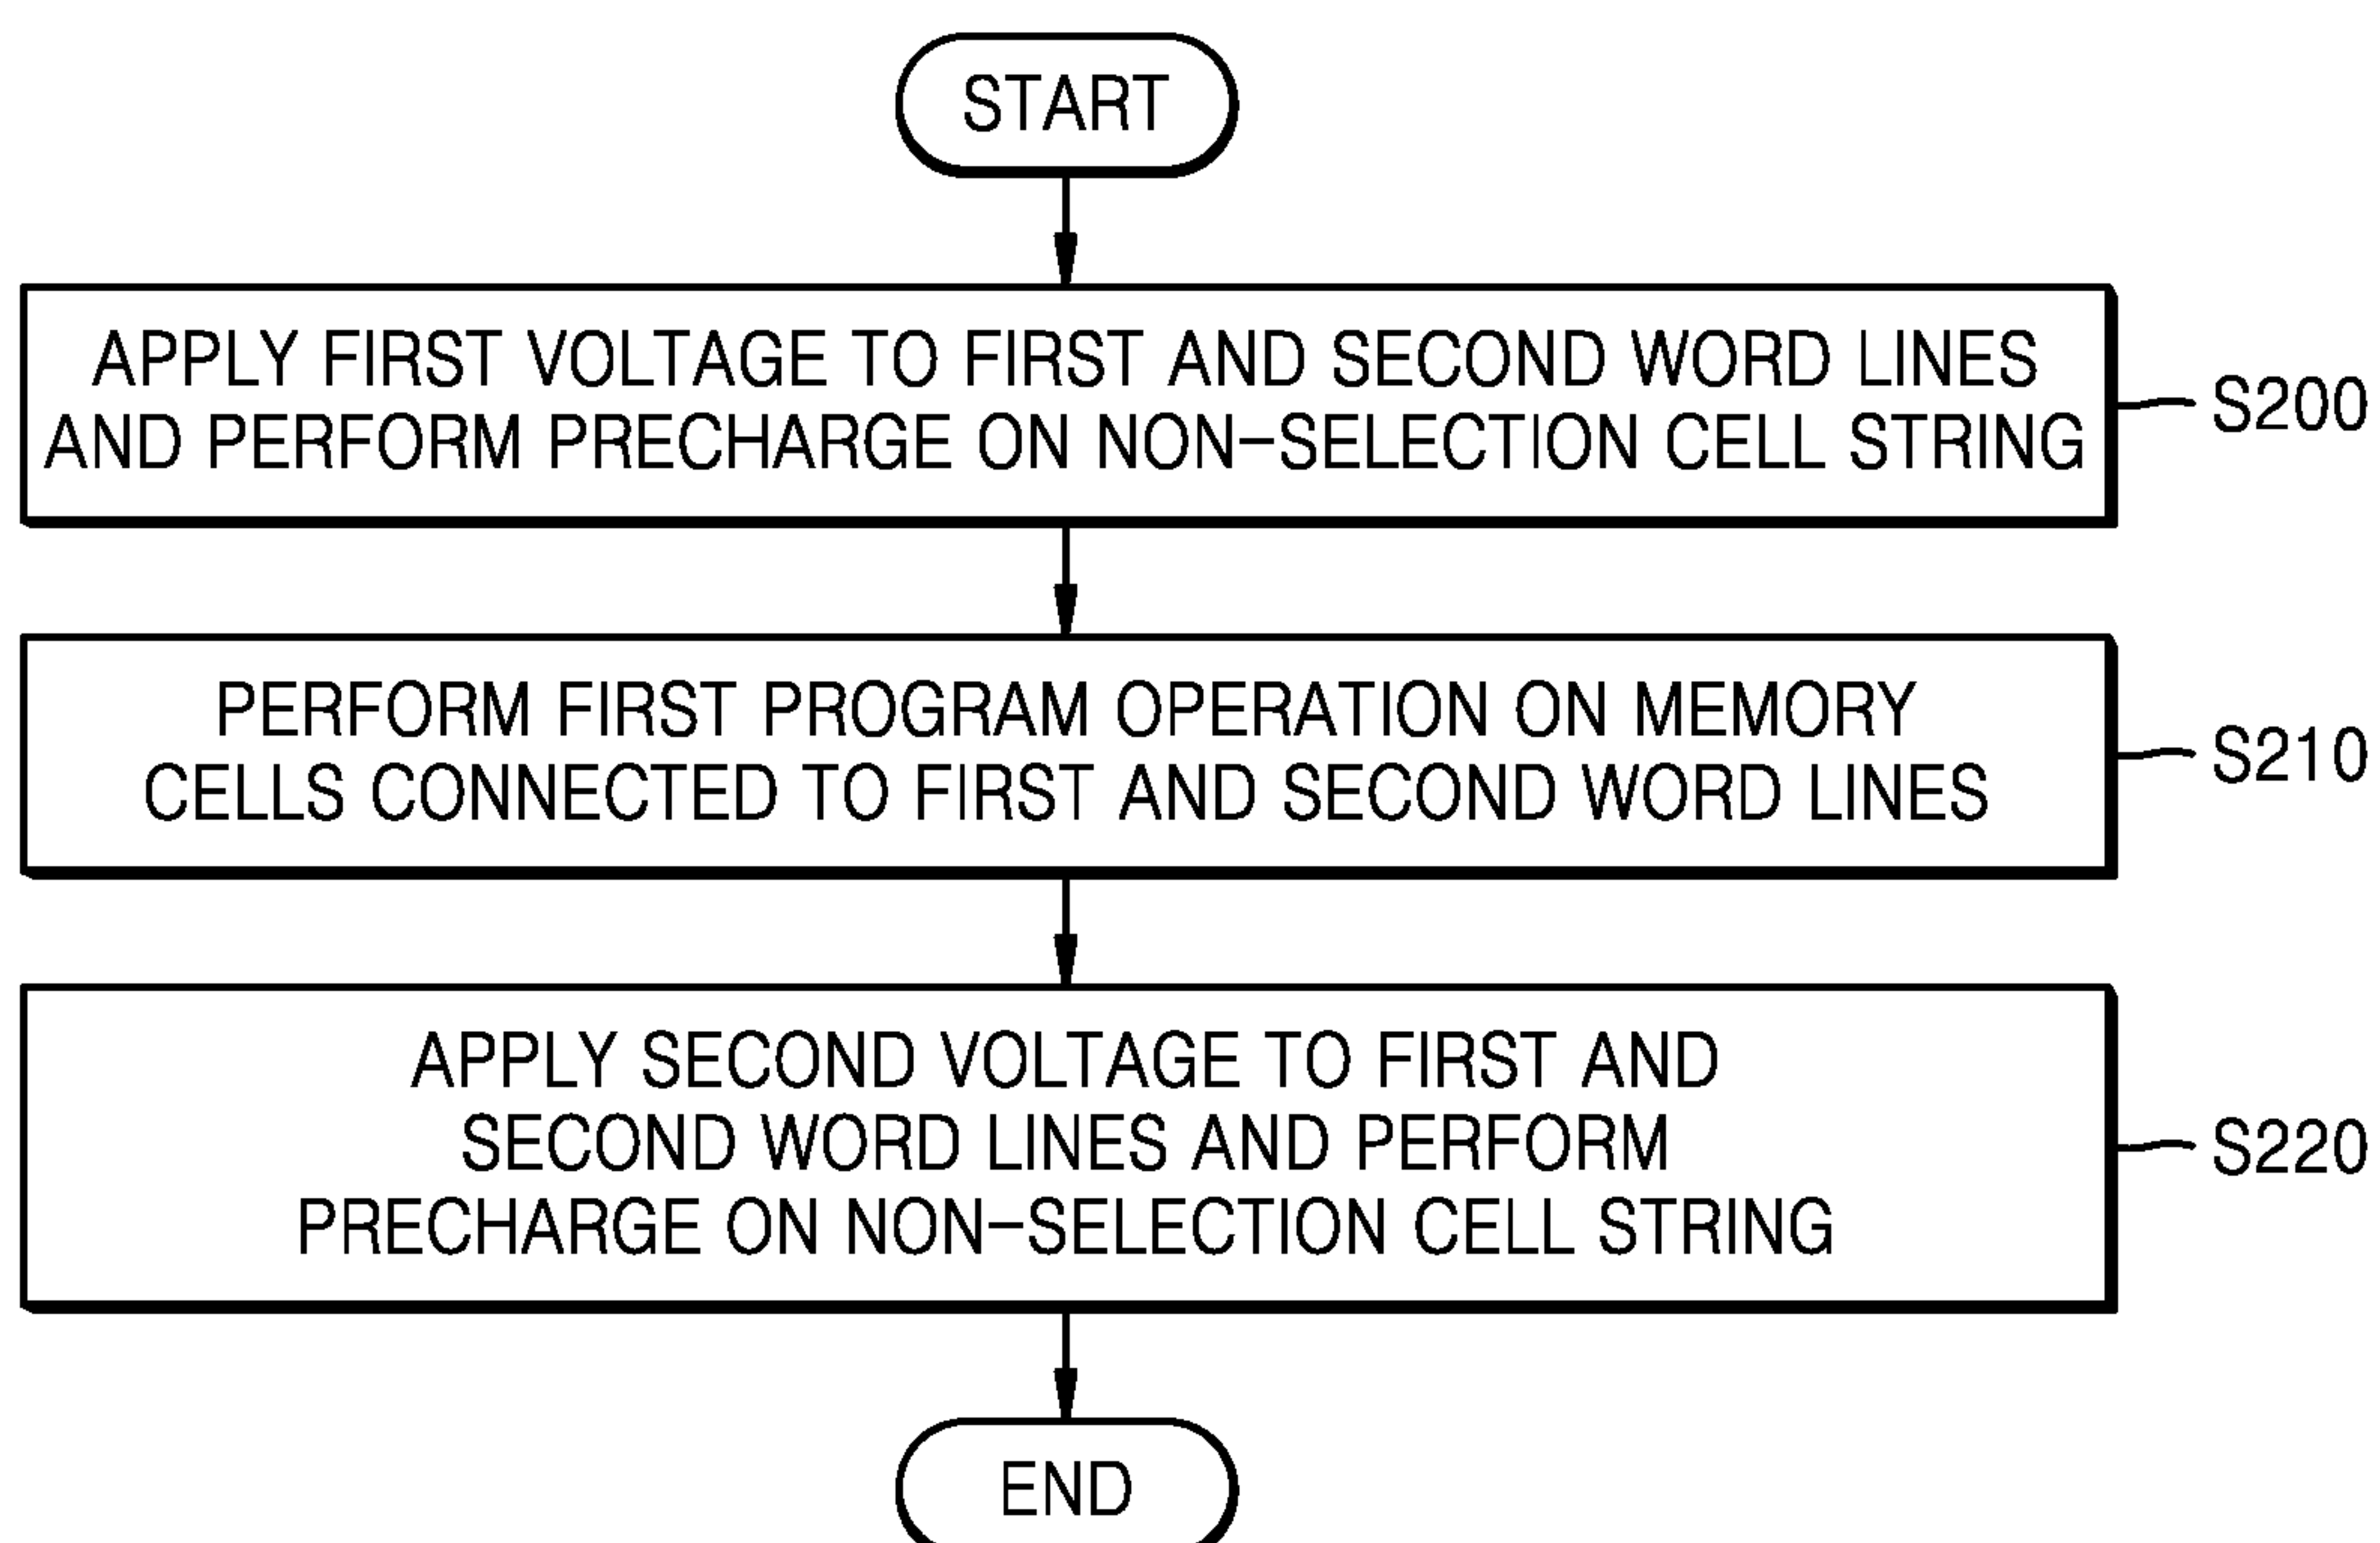 START
APPLY FIRST VOLTAGE TO FIRST AND SECOND WORD LINES
AND PERFORM PRECHARGE ON NON-SELECTION CELL STRING
S200
PERFORM FIRST PROGRAM OPERATION ON MEMORY
CELLS CONNECTED TO FIRST AND SECOND WORD LINES
S210
APPLY SECOND VOLTAGE TO FIRST AND
SECOND WORD LINES AND PERFORM
PRECHARGE ON NON-SELECTION CELL STRING
S220
END